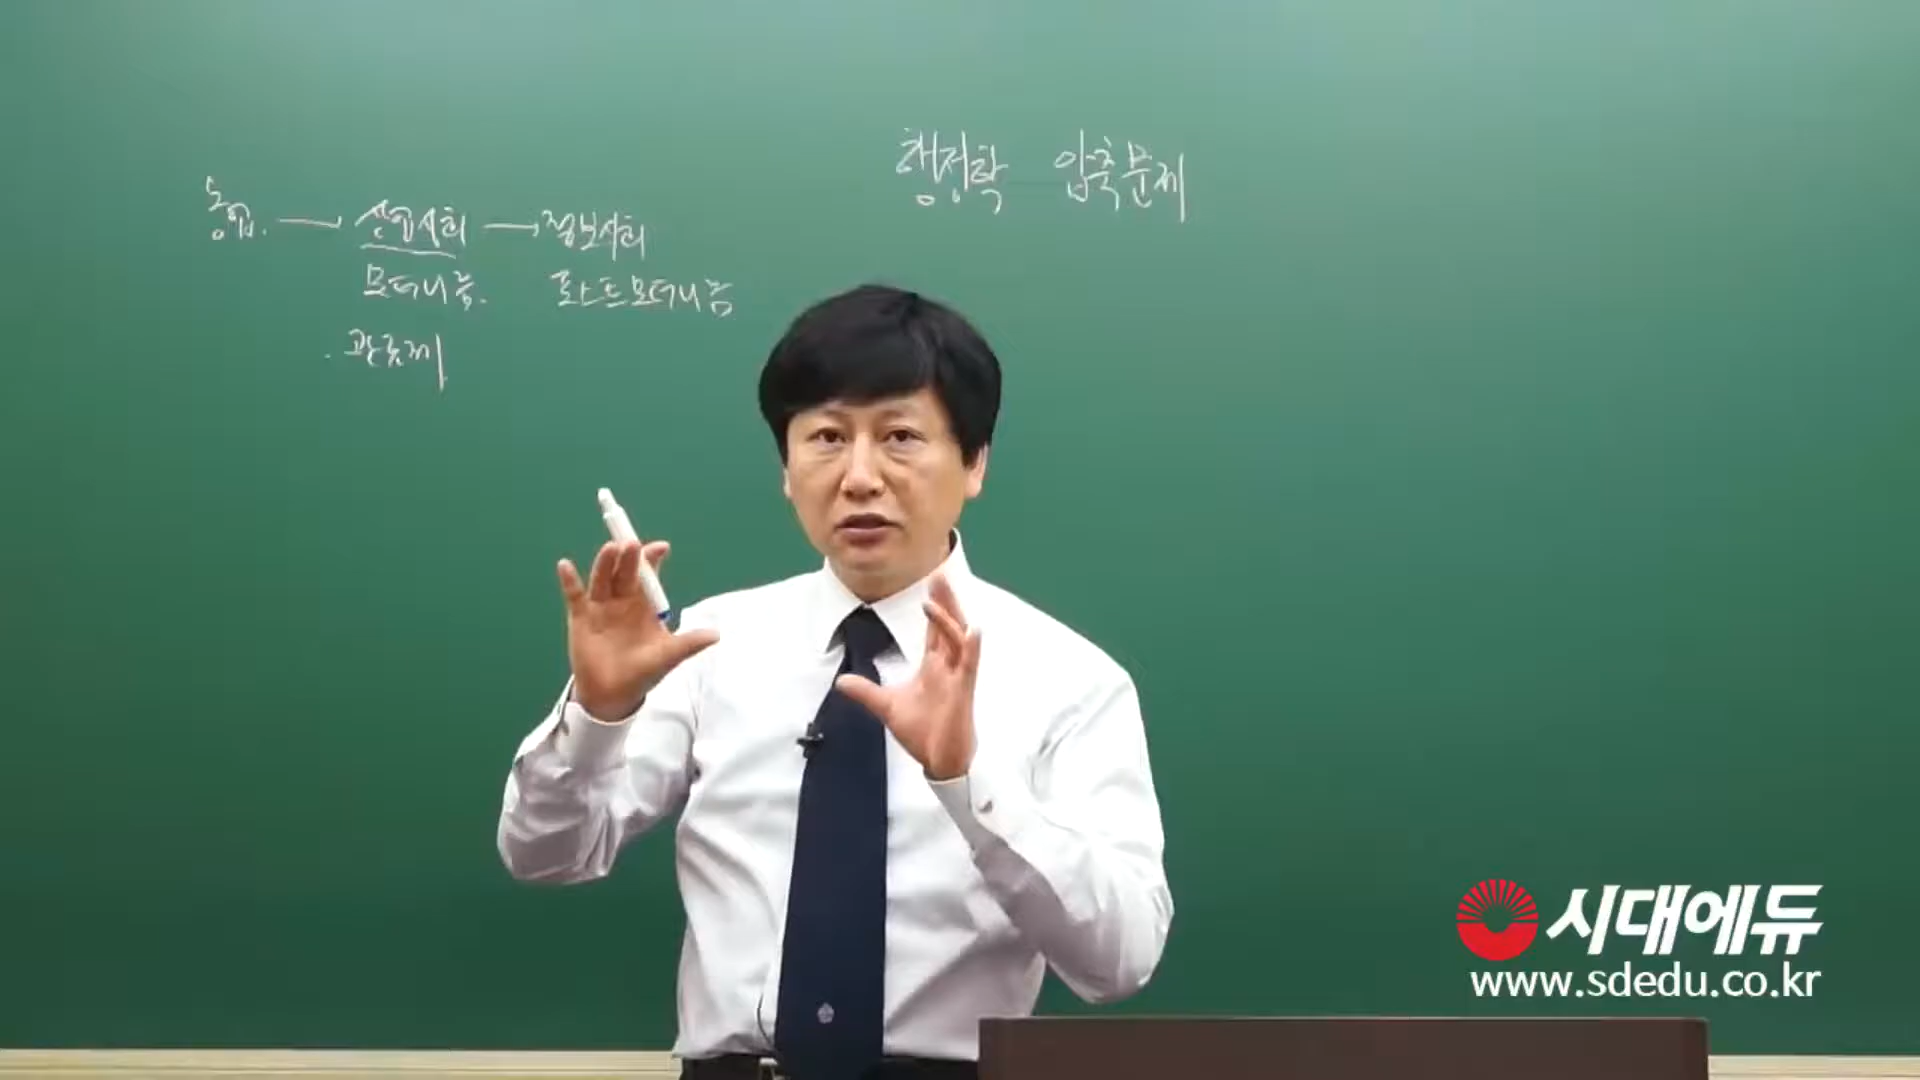 행정학 압축문제
농업. → 산업사회 → 정보사회
모더니즘. 포스트모더니즘
· 관료제
시대에듀
www.sdedu.co.kr